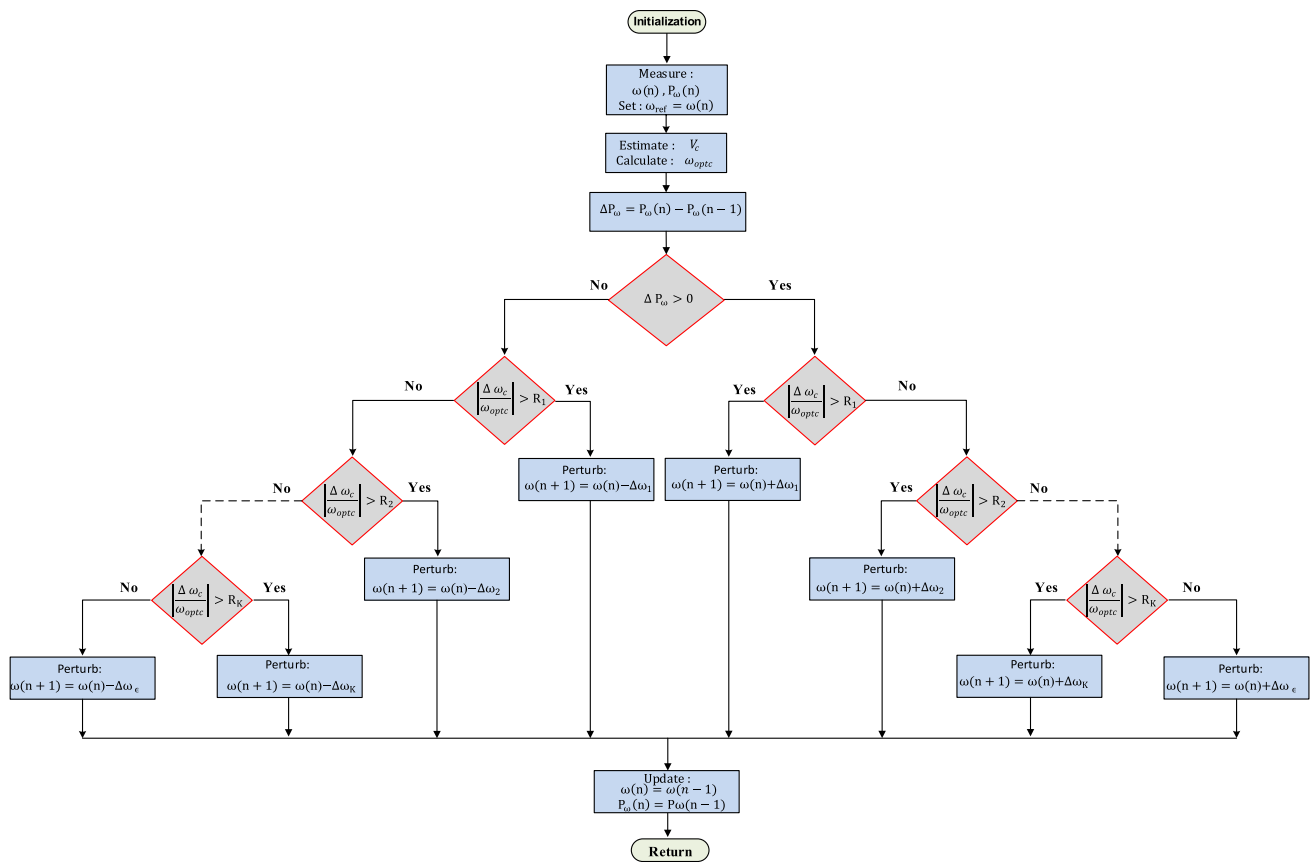 Initialization
Measure :
ω(n) , Pω(n)
Set : ωref = ω(n)
Estimate : Vc
Calculate : ωoptc
ΔPω = Pω(n) − Pω(n − 1)
No
Yes
Δ Pω > 0
No
|Δ ωc / ωoptc| > R1
Yes
Yes
|Δ ωc / ωoptc| > R1
No
No
|Δ ωc / ωoptc| > R2
Yes
Perturb:
ω(n + 1) = ω(n)−Δω1
Perturb:
ω(n + 1) = ω(n)+Δω1
Yes
|Δ ωc / ωoptc| > R2
No
No
|Δ ωc / ωoptc| > RK
Yes
Perturb:
ω(n + 1) = ω(n)−Δω2
Perturb:
ω(n + 1) = ω(n)+Δω2
Yes
|Δ ωc / ωoptc| > RK
No
Perturb:
ω(n + 1) = ω(n)−Δω ϵ
Perturb:
ω(n + 1) = ω(n)−ΔωK
Perturb:
ω(n + 1) = ω(n)+ΔωK
Perturb:
ω(n + 1) = ω(n)+Δω ϵ
Update :
ω(n) = ω(n − 1)
Pω(n) = Pω(n − 1)
Return